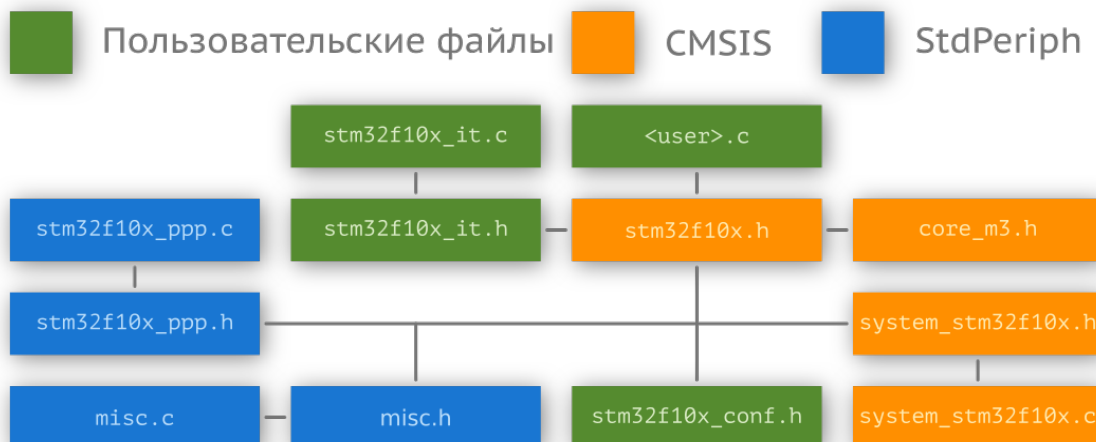 Пользовательские файлы CMSIS StdPeriph
stm32f10x_it.c <user>.c
stm32f10x_ppp.c stm32f10x_it.h stm32f10x.h core_m3.h
stm32f10x_ppp.h system_stm32f10x.h
misc.c misc.h stm32f10x_conf.h system_stm32f10x.c